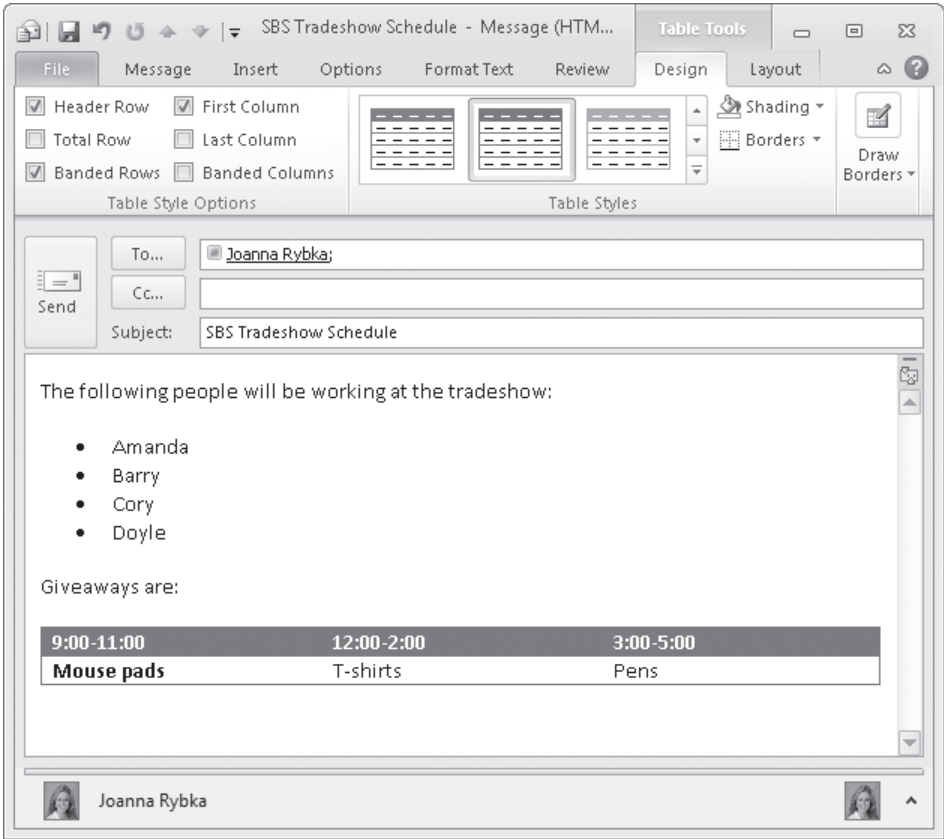 SBS Tradeshow Schedule - Message (HTM...
Table Tools
File Message Insert Options Format Text Review Design Layout
Header Row First Column
Total Row Last Column
Banded Rows Banded Columns
Table Style Options
Shading
Borders
Table Styles
Draw
Borders
Send
To... Joanna Rybka;
Cc...
Subject: SBS Tradeshow Schedule
The following people will be working at the tradeshow:
• Amanda
• Barry
• Cory
• Doyle
Giveaways are:
9:00-11:00 12:00-2:00 3:00-5:00
Mouse pads T-shirts Pens
Joanna Rybka